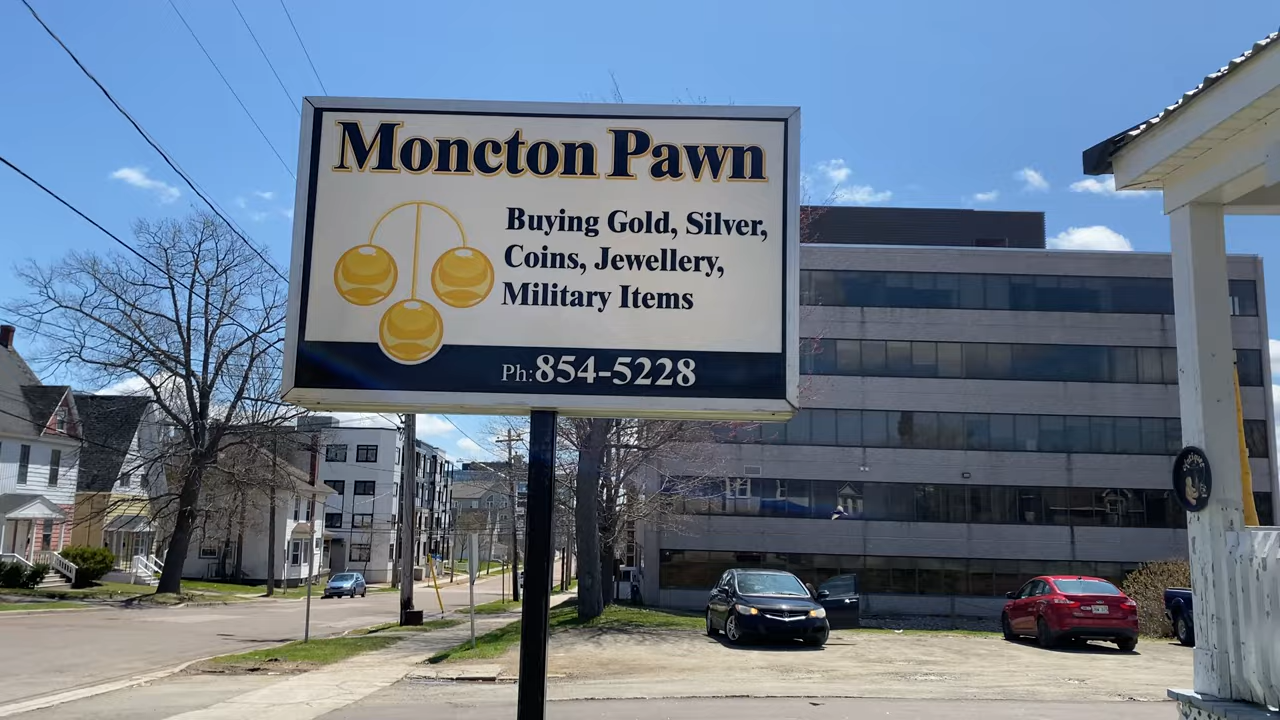 Moncton Pawn
Buying Gold, Silver,
Coins, Jewellery,
Military Items
Ph:854-5228